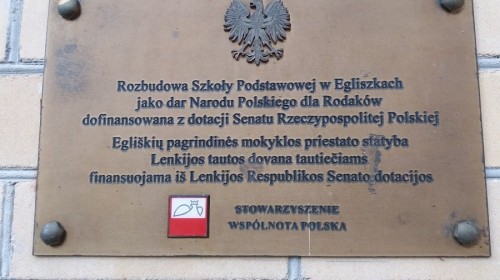 Rozbudowa Szkoły Podstawowej w Egliszkach
jako dar Narodu Polskiego dla Rodaków
dofinansowana z dotacji Senatu Rzeczypospolitej Polskiej
Egliškių pagrindinės mokyklos priestato statyba
Lenkijos tautos dovana tautiečiams
finansuojama iš Lenkijos Respublikos Senato dotacijos
STOWARZYSZENIE
WSPÓLNOTA POLSKA